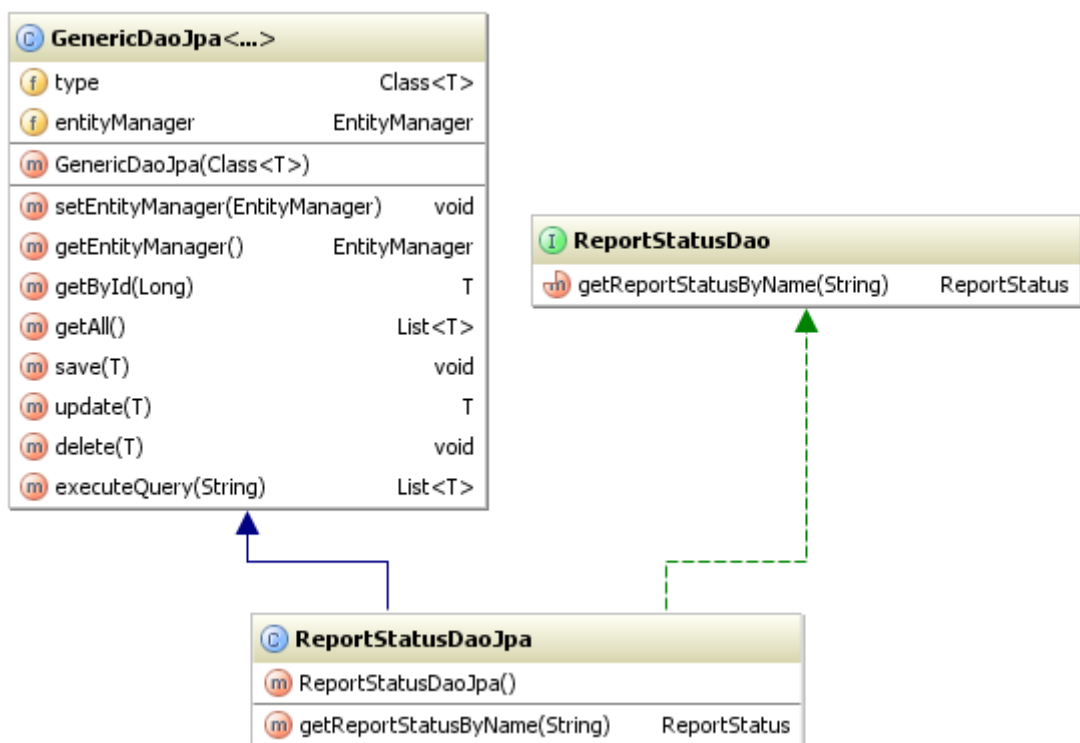 C GenericDaoJpa<...>
f type Class<T>
f entityManager EntityManager
m GenericDaoJpa(Class<T>)
m setEntityManager(EntityManager) void
m getEntityManager() EntityManager
m getById(Long) T
m getAll() List<T>
m save(T) void
m update(T) T
m delete(T) void
m executeQuery(String) List<T>
I ReportStatusDao
m getReportStatusByName(String) ReportStatus
C ReportStatusDaoJpa
m ReportStatusDaoJpa()
m getReportStatusByName(String) ReportStatus